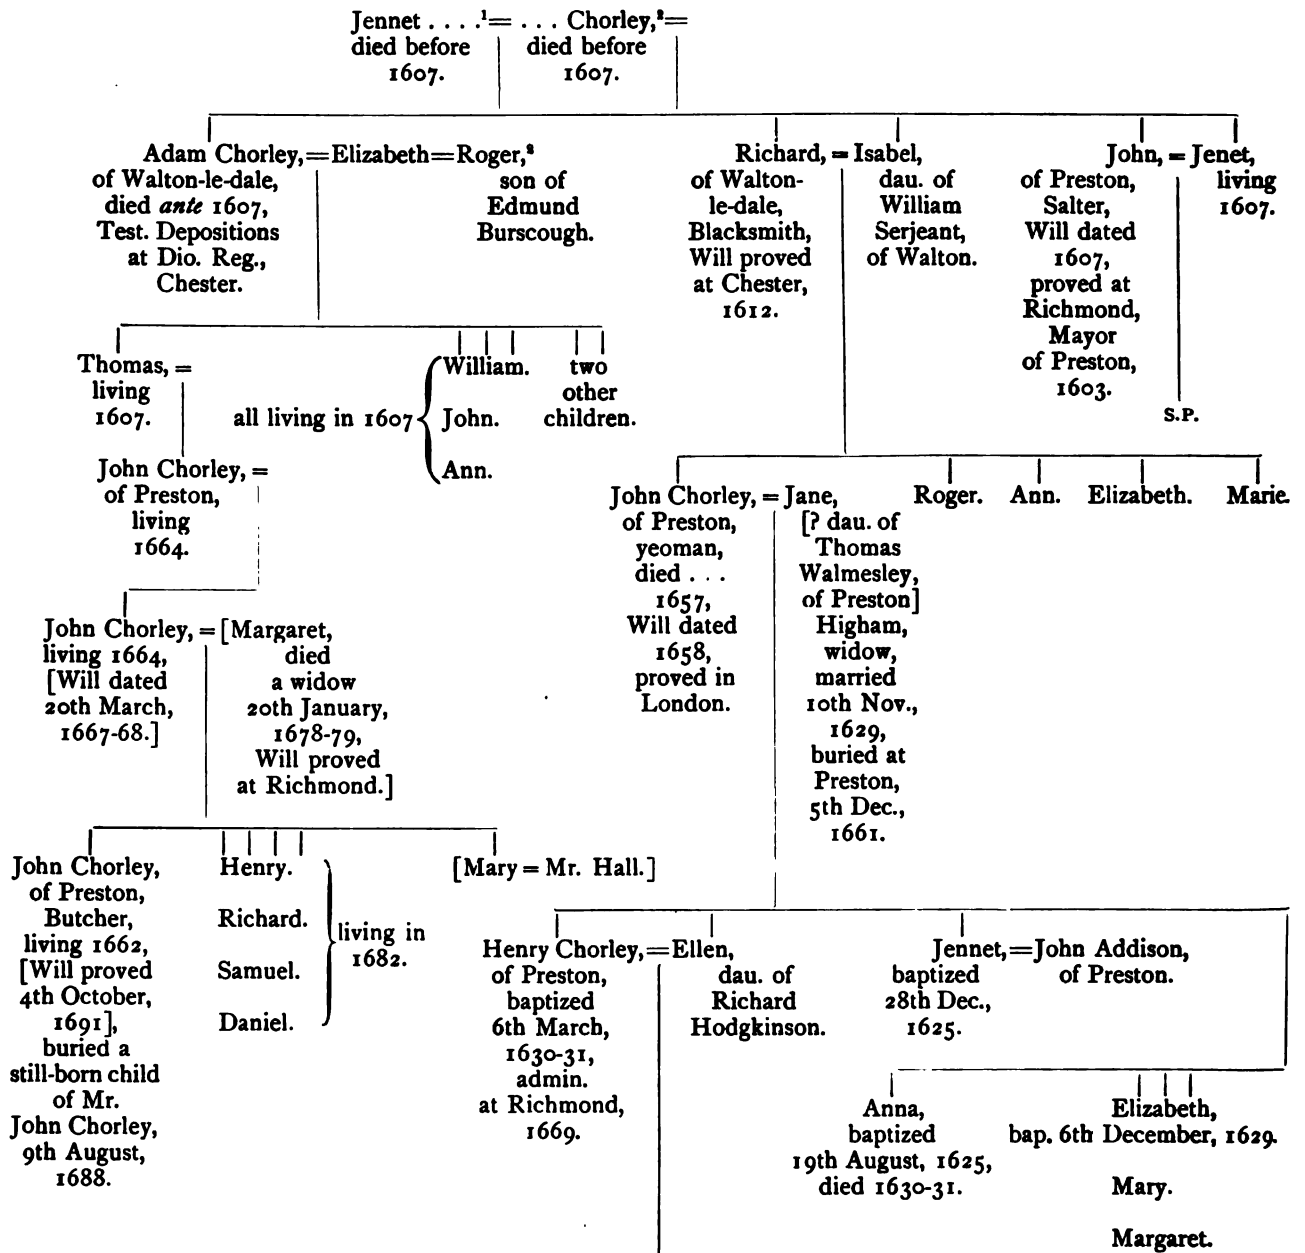 Jennet . . . .¹= . . . Chorley,²=
died before
1607.
died before
1607.
Adam Chorley,=Elizabeth=Roger,²
of Walton-le-dale,
died ante 1607,
Test. Depositions
at Dio. Reg.,
Chester.
son of
Edmund
Burscough.
Richard, = Isabel,
of Walton-
le-dale,
Blacksmith,
Will proved
at Chester,
1612.
dau. of
William
Serjeant,
of Walton.
John, = Jenet,
of Preston,
Salter,
Will dated
1607,
proved at
Richmond,
Mayor
of Preston,
1603.
living
1607.
S.P.
Thomas, =
living
1607.
all living in 1607
William.
John.
Ann.
two
other
children.
John Chorley, =
of Preston,
living
1664.
John Chorley, = Jane,
of Preston,
yeoman,
died . . .
1657,
Will dated
1658,
proved in
London.
[? dau. of
Thomas
Walmesley,
of Preston]
Higham,
widow,
married
10th Nov.,
1629,
buried at
Preston,
5th Dec.,
1661.
Roger.
Ann.
Elizabeth.
Marie.
John Chorley, = [Margaret,
living 1664,
[Will dated
20th March,
1667-68.]
died
a widow
20th January,
1678-79,
Will proved
at Richmond.]
John Chorley,
of Preston,
Butcher,
living 1662,
[Will proved
4th October,
1691],
buried a
still-born child
of Mr.
John Chorley,
9th August,
1688.
Henry.
Richard.
Samuel.
Daniel.
living in
1682.
[Mary = Mr. Hall.]
Henry Chorley,=Ellen,
of Preston,
baptized
6th March,
1630-31,
admin.
at Richmond,
1669.
dau. of
Richard
Hodgkinson.
Jennet,=John Addison,
baptized
28th Dec.,
1625.
of Preston.
Anna,
baptized
19th August, 1625,
died 1630-31.
Elizabeth,
bap. 6th December, 1629.
Mary.
Margaret.